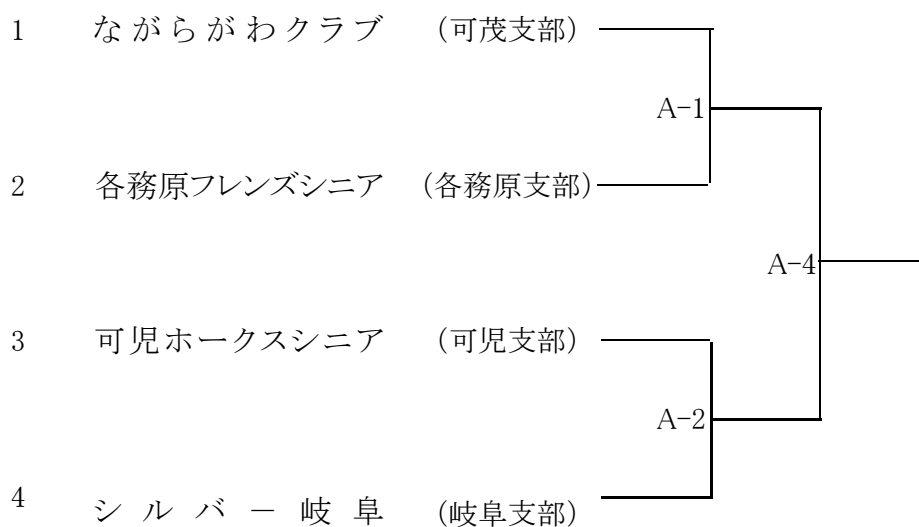 1 ながらがわクラブ (可茂支部)
A-1
2 各務原フレンズシニア (各務原支部)
A-4
3 可児ホークスシニア (可児支部)
A-2
4 シルバー岐阜 (岐阜支部)